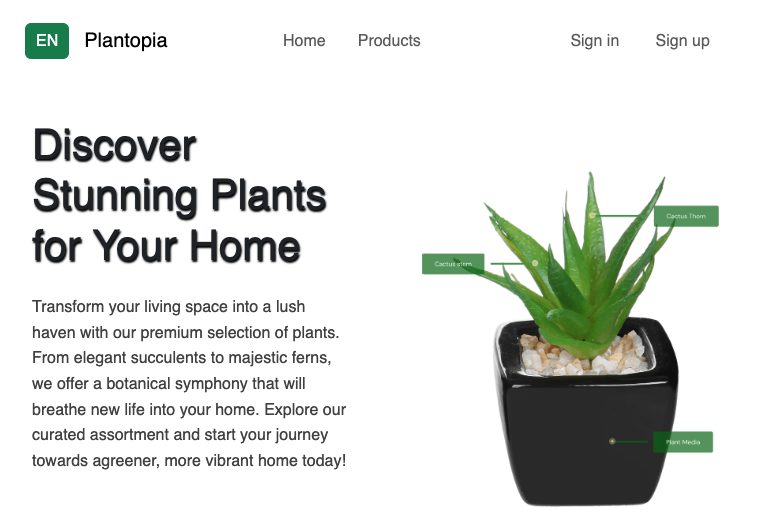 EN Plantopia Home Products Sign in Sign up
Discover
Stunning Plants
for Your Home
Transform your living space into a lush
haven with our premium selection of plants.
From elegant succulents to majestic ferns,
we offer a botanical symphony that will
breathe new life into your home. Explore our
curated assortment and start your journey
towards agreener, more vibrant home today!
Cactus Thorn
Cactus stem
Plant Media